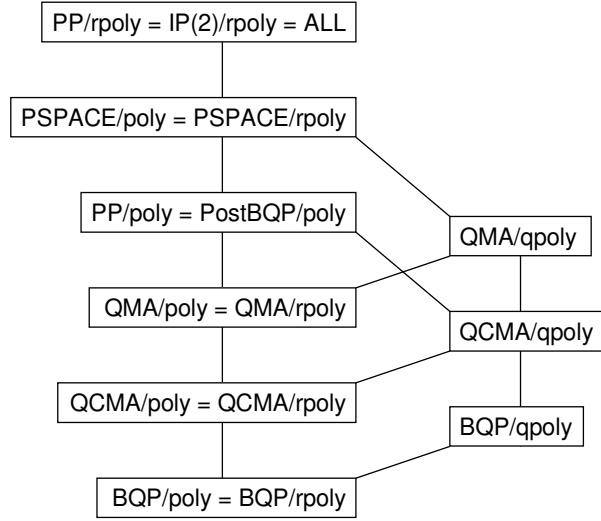 PP/rpoly = IP(2)/rpoly = ALL
PSPACE/poly = PSPACE/rpoly
PP/poly = PostBQP/poly
QMA/qpoly
QMA/poly = QMA/rpoly
QCMA/qpoly
QCMA/poly = QCMA/rpoly
BQP/qpoly
BQP/poly = BQP/rpoly